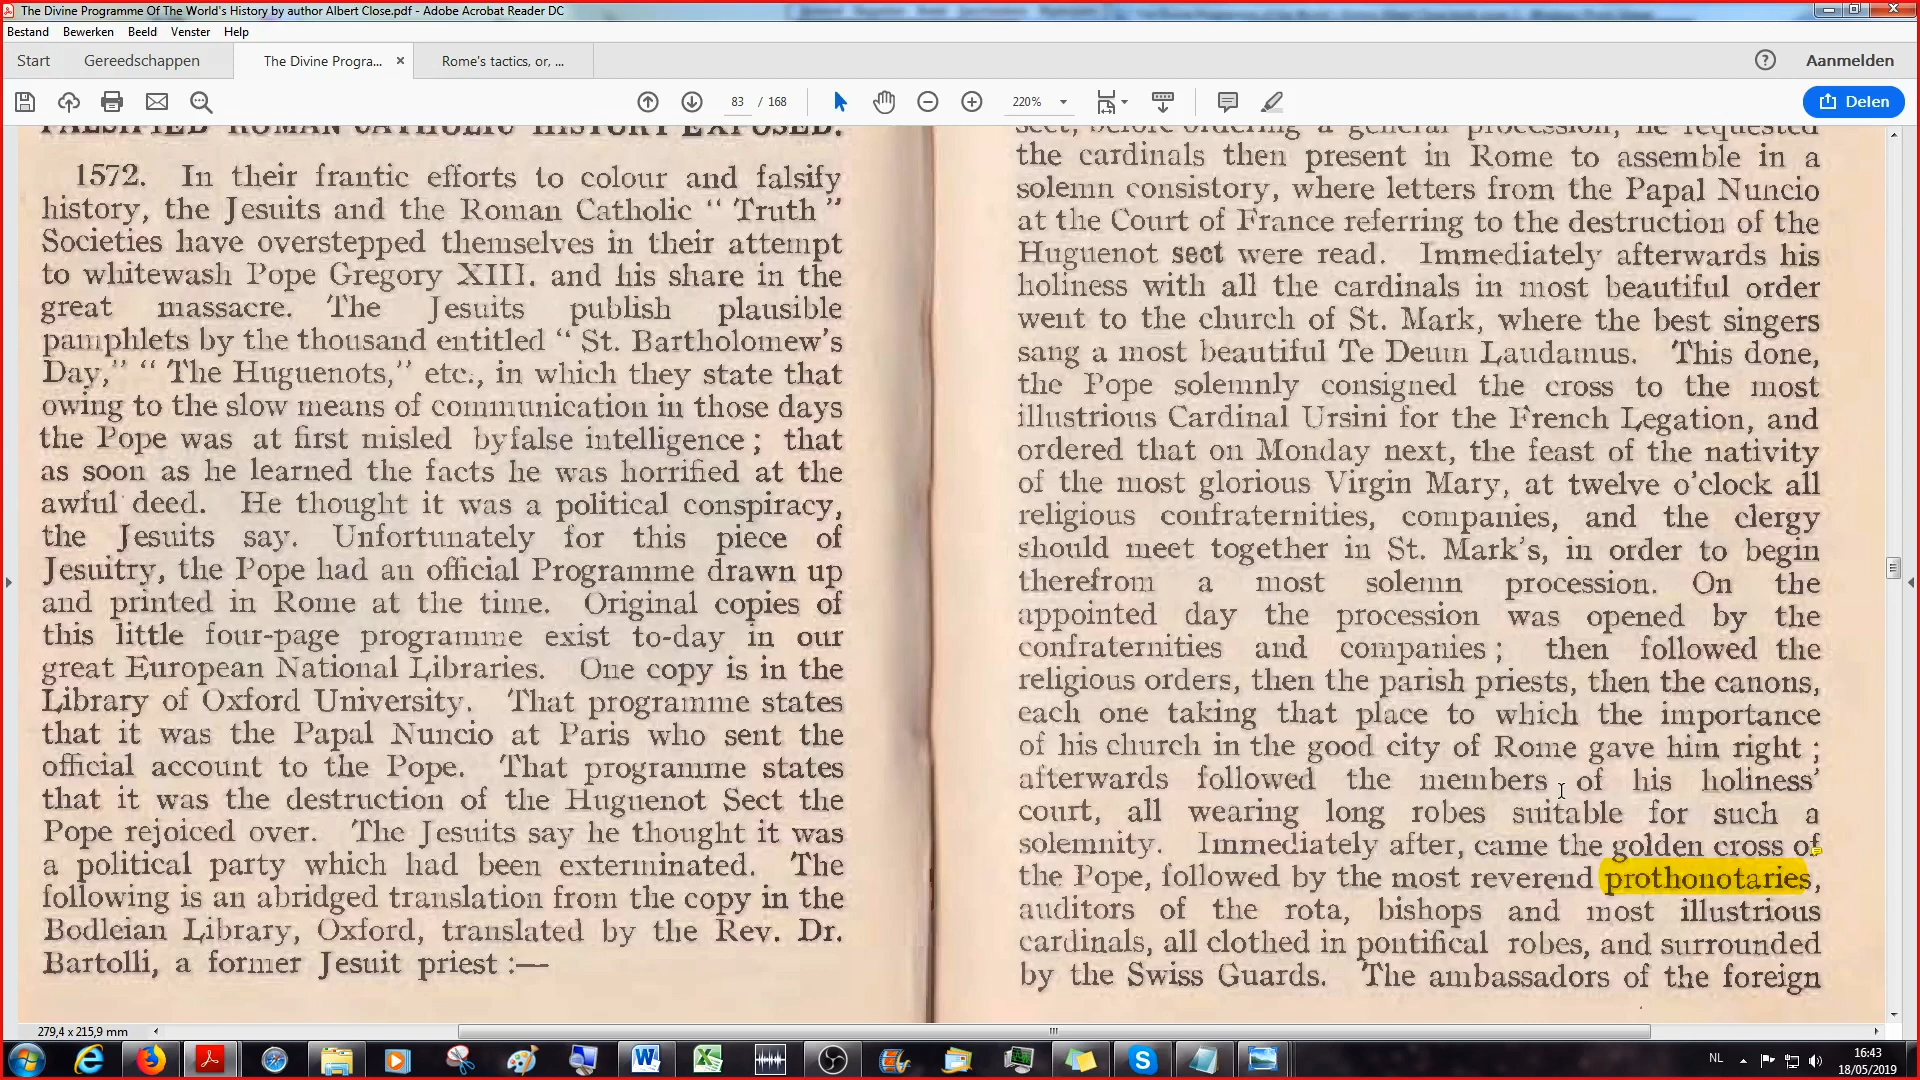 The Divine Programme Of The World's History by author Albert Close.pdf - Adobe Acrobat Reader DC
Bestand Bewerken Beeld Venster Help
Start Gereedschappen The Divine Progra... × Rome's tactics, or, ... Aanmelden
83 / 168 220% Delen
FALSIFIED ROMAN CATHOLIC HISTORY EXPOSED.
1572. In their frantic efforts to colour and falsify
history, the Jesuits and the Roman Catholic “ Truth ”
Societies have overstepped themselves in their attempt
to whitewash Pope Gregory XIII. and his share in the
great massacre. The Jesuits publish plausible
pamphlets by the thousand entitled “ St. Bartholomew's
Day,” “ The Huguenots,” etc., in which they state that
owing to the slow means of communication in those days
the Pope was at first misled byfalse intelligence ; that
as soon as he learned the facts he was horrified at the
awful deed. He thought it was a political conspiracy,
the Jesuits say. Unfortunately for this piece of
Jesuitry, the Pope had an official Programme drawn up
and printed in Rome at the time. Original copies of
this little four-page programme exist to-day in our
great European National Libraries. One copy is in the
Library of Oxford University. That programme states
that it was the Papal Nuncio at Paris who sent the
official account to the Pope. That programme states
that it was the destruction of the Huguenot Sect the
Pope rejoiced over. The Jesuits say he thought it was
a political party which had been exterminated. The
following is an abridged translation from the copy in the
Bodleian Library, Oxford, translated by the Rev. Dr.
Bartolli, a former Jesuit priest :—
sect, before ordering a general procession, he requested
the cardinals then present in Rome to assemble in a
solemn consistory, where letters from the Papal Nuncio
at the Court of France referring to the destruction of the
Huguenot sect were read. Immediately afterwards his
holiness with all the cardinals in most beautiful order
went to the church of St. Mark, where the best singers
sang a most beautiful Te Deum Laudamus. This done,
the Pope solemnly consigned the cross to the most
illustrious Cardinal Ursini for the French Legation, and
ordered that on Monday next, the feast of the nativity
of the most glorious Virgin Mary, at twelve o'clock all
religious confraternities, companies, and the clergy
should meet together in St. Mark's, in order to begin
therefrom a most solemn procession. On the
appointed day the procession was opened by the
confraternities and companies ; then followed the
religious orders, then the parish priests, then the canons,
each one taking that place to which the importance
of his church in the good city of Rome gave him right ;
afterwards followed the members of his holiness'
court, all wearing long robes suitable for such a
solemnity. Immediately after, came the golden cross of
the Pope, followed by the most reverend prothonotaries,
auditors of the rota, bishops and most illustrious
cardinals, all clothed in pontifical robes, and surrounded
by the Swiss Guards. The ambassadors of the foreign
279,4 x 215,9 mm
NL 16:43
18/05/2019